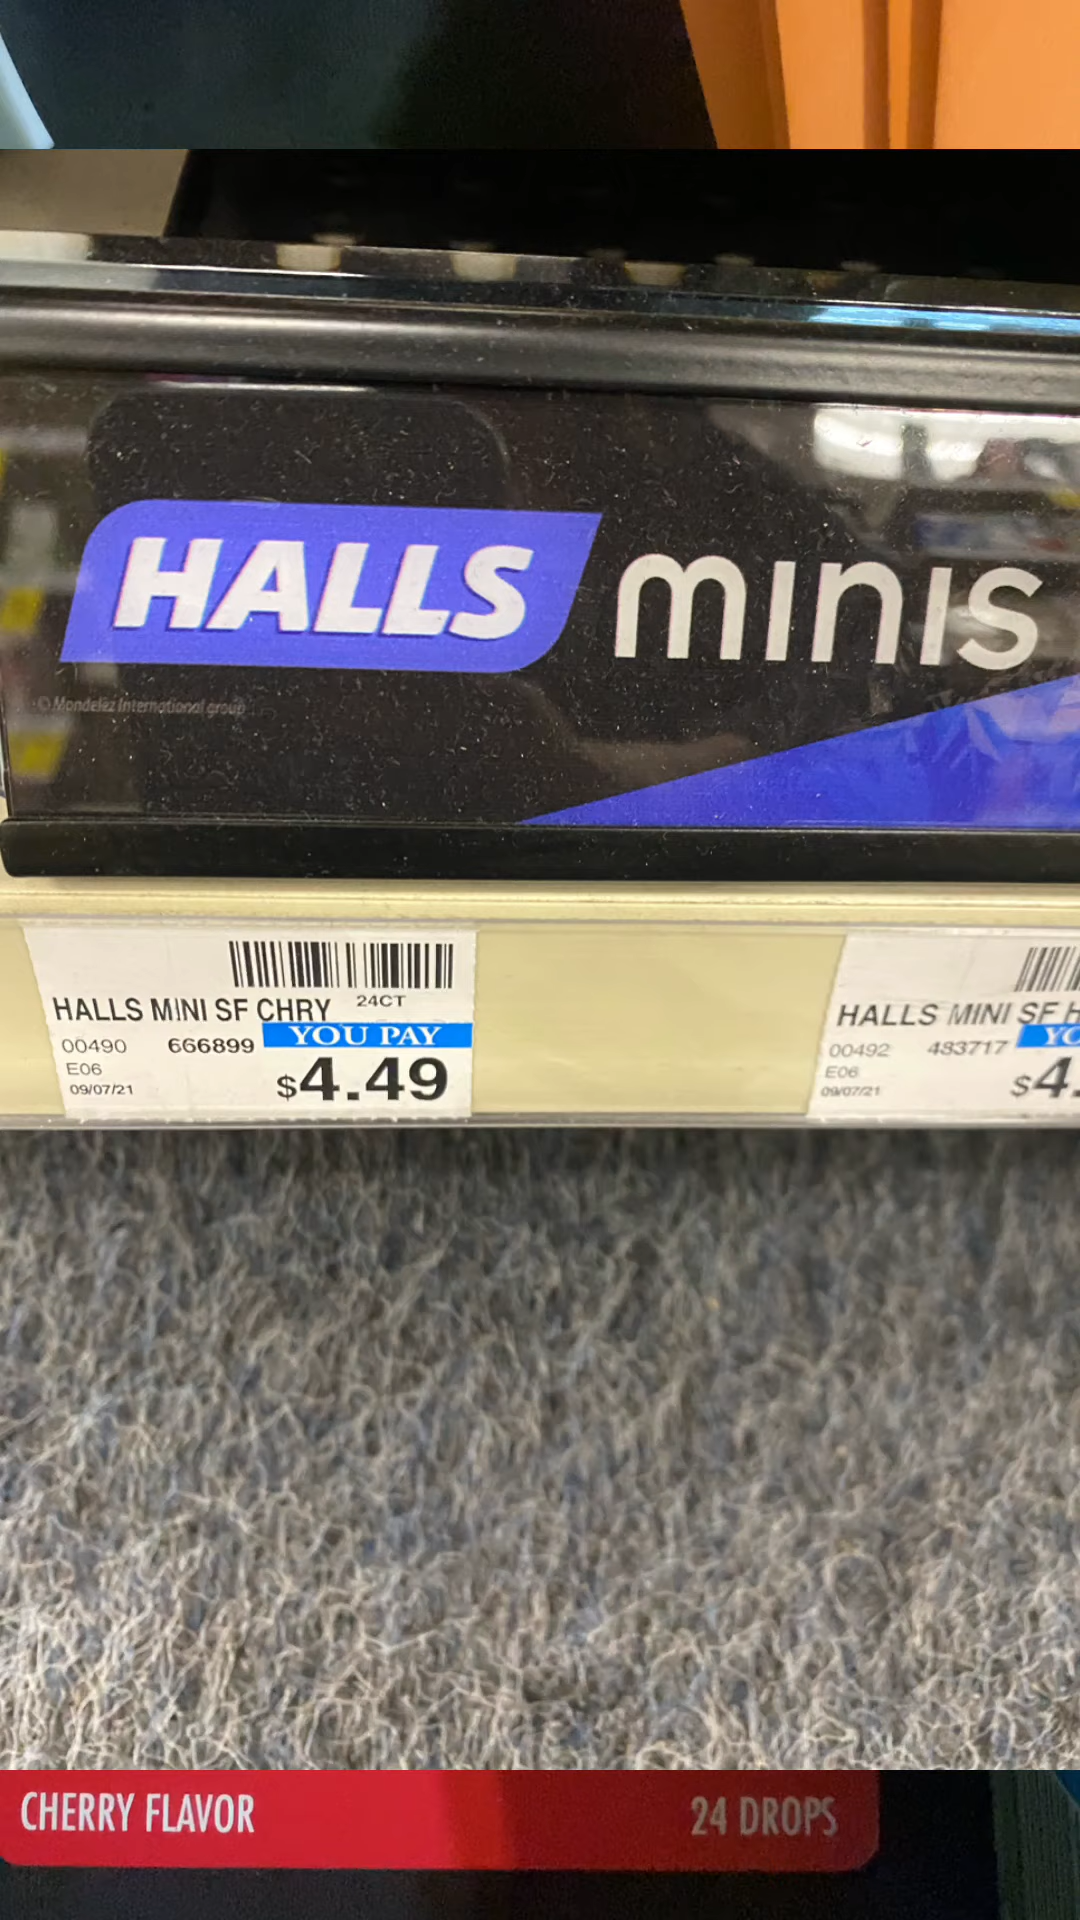 HALLS minis
© Mondelez International group
HALLS MINI SF CHRY 24CT
YOU PAY
00490 666899
E06
09/07/21
$4.49
HALLS MINI SF H
YO
00492 483717
E06
09/07/21
$4.
CHERRY FLAVOR 24 DROPS